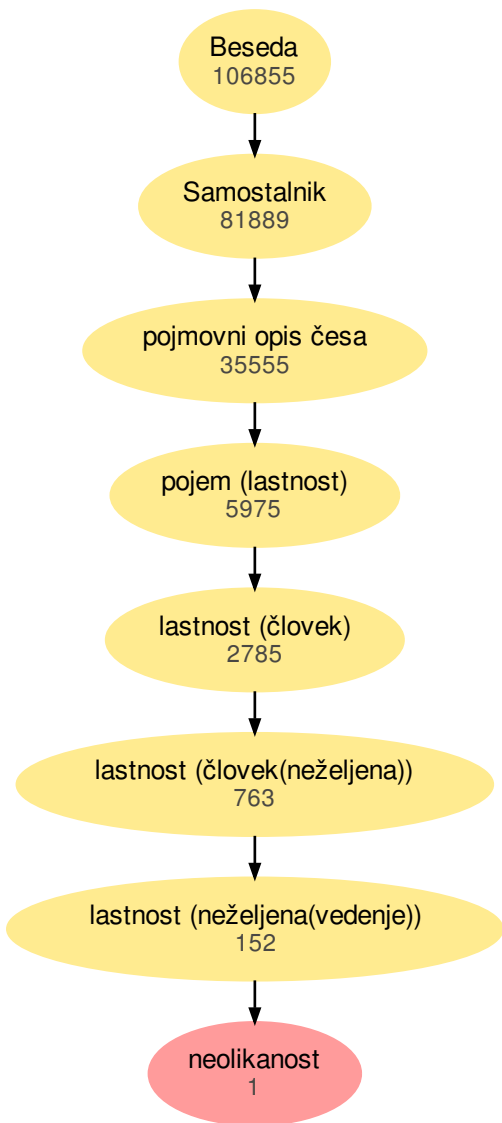 Beseda
106855
Samostalnik
81889
pojmovni opis česa
35555
pojem (lastnost)
5975
lastnost (človek)
2785
lastnost (človek(neželjena))
763
lastnost (neželjena(vedenje))
152
neolikanost
1